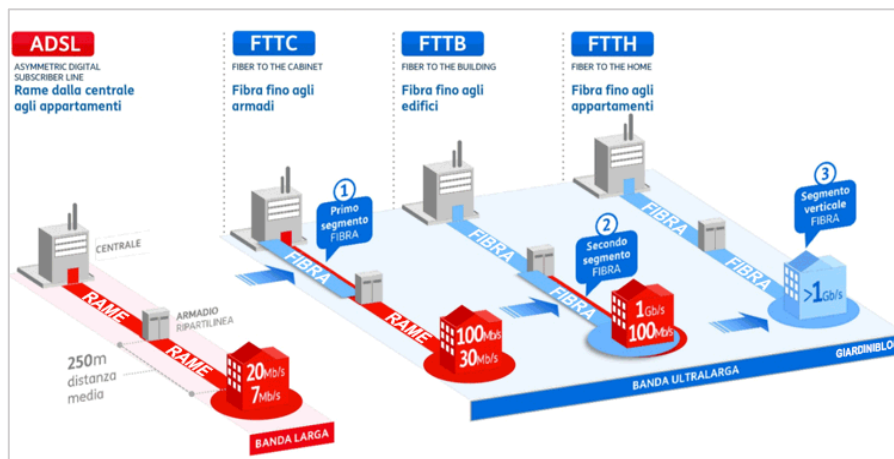 ADSL
ASYMMETRIC DIGITAL
SUBSCRIBER LINE
Rame dalla centrale
agli appartamenti
FTTC
FIBER TO THE CABINET
Fibra fino agli
armadi
FTTB
FIBER TO THE BUILDING
Fibra fino agli
edifici
FTTH
FIBER TO THE HOME
Fibra fino agli
appartamenti
CENTRALE
RAME
ARMADIO
RIPARTILINEA
RAME
250m
distanza
media
20Mb/s
7Mb/s
BANDA LARGA
1
Primo
segmento
FIBRA
FIBRA
RAME
100Mb/s
30Mb/s
FIBRA
2
Secondo
segmento
FIBRA
FIBRA
1Gb/s
100Mb/s
FIBRA
3
Segmento
verticale
FIBRA
FIBRA
>1Gb/s
BANDA ULTRALARGA
GIARDINIBLOG